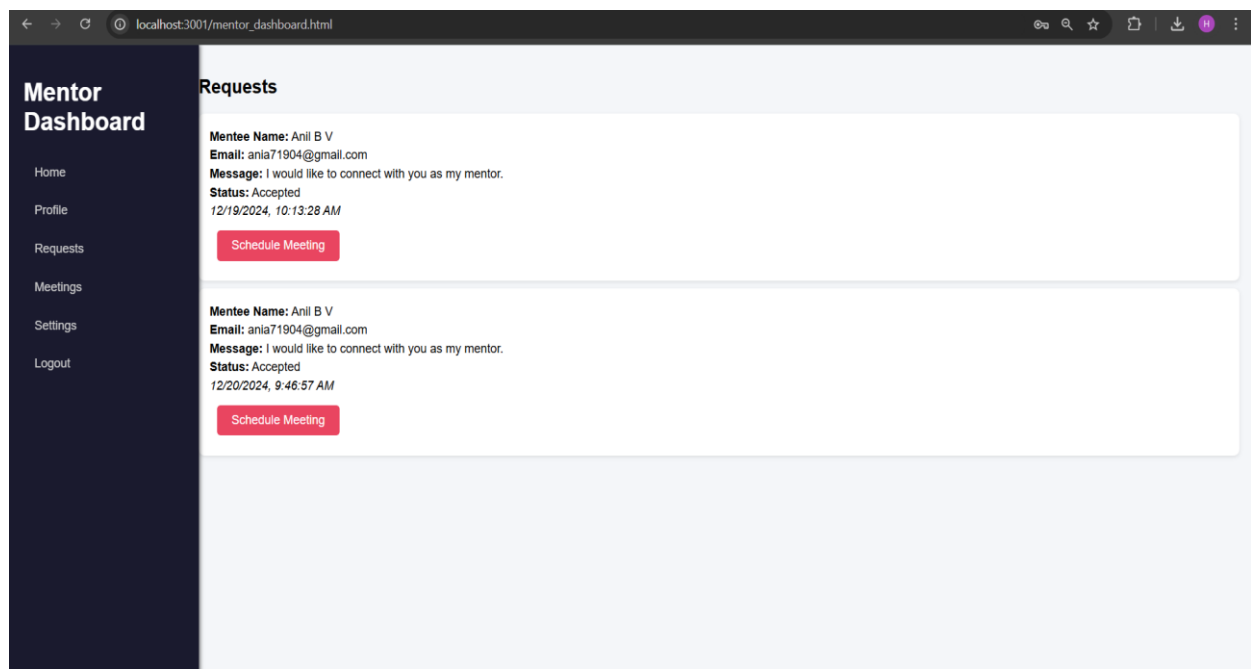 localhost:3001/mentor_dashboard.html
H
Mentor
Dashboard
Home
Profile
Requests
Meetings
Settings
Logout
Requests
Mentee Name: Anil B V
Email: ania71904@gmail.com
Message: I would like to connect with you as my mentor.
Status: Accepted
12/19/2024, 10:13:28 AM
Schedule Meeting
Mentee Name: Anil B V
Email: ania71904@gmail.com
Message: I would like to connect with you as my mentor.
Status: Accepted
12/20/2024, 9:46:57 AM
Schedule Meeting